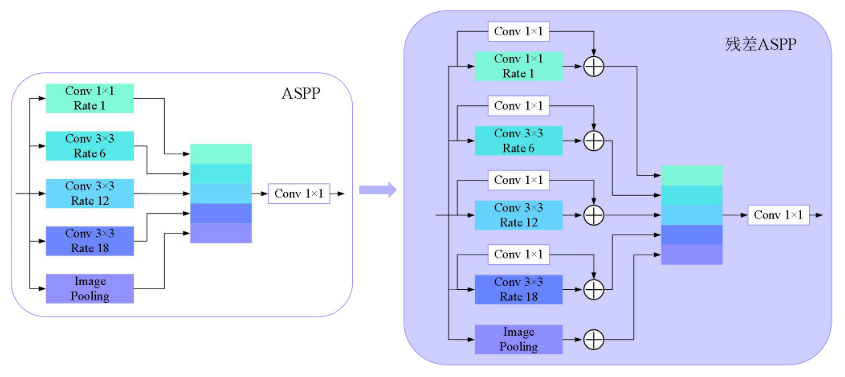 ASPP
Conv 1×1
Rate 1
Conv 3×3
Rate 6
Conv 3×3
Rate 12
Conv 3×3
Rate 18
Image
Pooling
Conv 1×1
残差ASPP
Conv 1×1
Conv 1×1
Rate 1
Conv 1×1
Conv 3×3
Rate 6
Conv 1×1
Conv 3×3
Rate 12
Conv 1×1
Conv 3×3
Rate 18
Image
Pooling
Conv 1×1